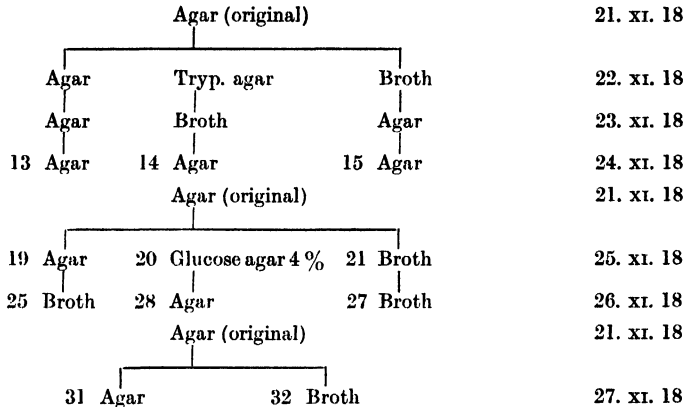 Agar (original) 21. XI. 18
Agar Tryp. agar Broth 22. XI. 18
Agar Broth Agar 23. XI. 18
13 Agar 14 Agar 15 Agar 24. XI. 18
Agar (original) 21. XI. 18
19 Agar 20 Glucose agar 4 % 21 Broth 25. XI. 18
25 Broth 28 Agar 27 Broth 26. XI. 18
Agar (original) 21. XI. 18
31 Agar 32 Broth 27. XI. 18